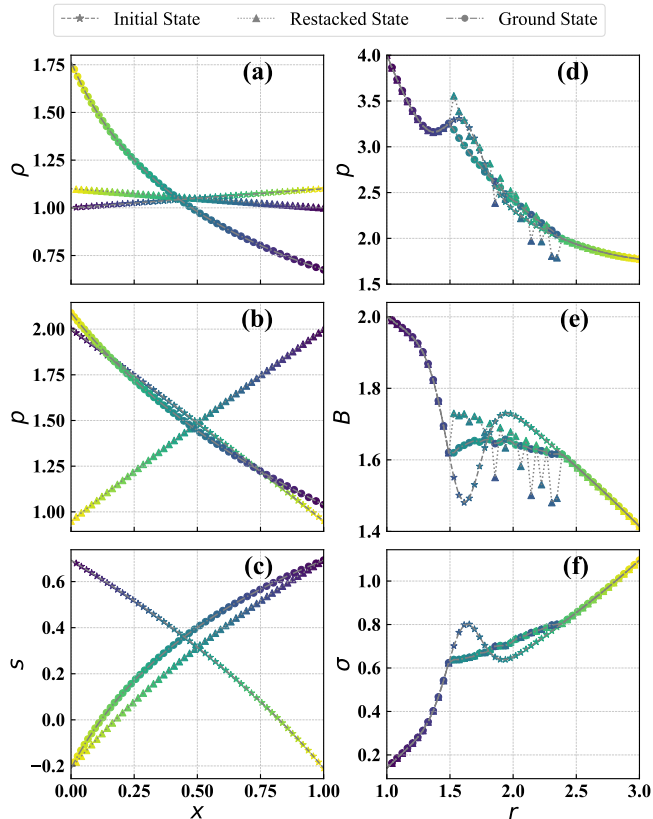 Initial State Restacked State Ground State
(a)
1.75
1.50
1.25
1.00
0.75
ρ
(d)
4.0
3.5
3.0
2.5
2.0
1.5
p
(b)
2.00
1.75
1.50
1.25
1.00
p
(e)
2.0
1.8
1.6
1.4
B
(c)
0.6
0.4
0.2
0.0
−0.2
s
(f)
1.0
0.8
0.6
0.4
0.2
σ
0.00 0.25 0.50 0.75 1.00
x
1.0 1.5 2.0 2.5 3.0
r